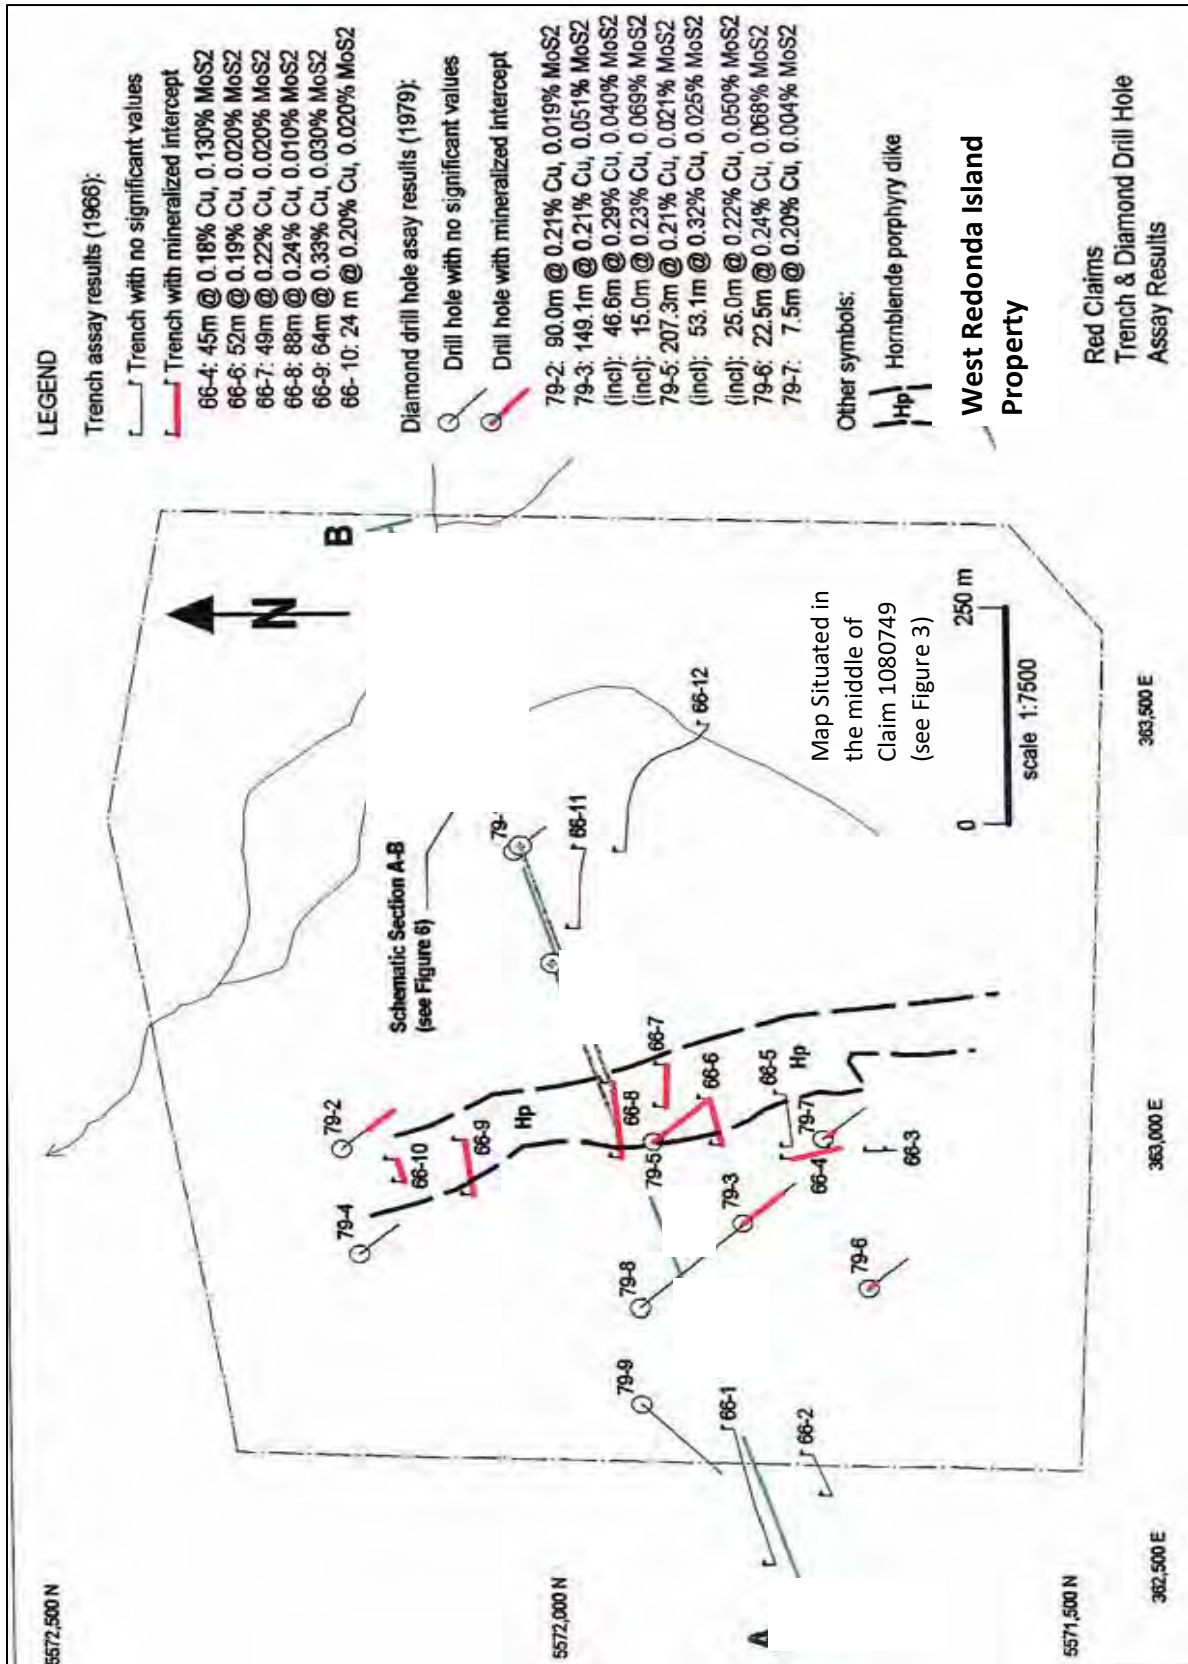 LEGEND
Trench assay results (1966):
Trench with no significant values
Trench with mineralized intercept
66-4: 45m @ 0.18% Cu, 0.130% MoS2
66-6: 52m @ 0.19% Cu, 0.020% MoS2
66-7: 49m @ 0.22% Cu, 0.020% MoS2
66-8: 88m @ 0.24% Cu, 0.010% MoS2
66-9: 64m @ 0.33% Cu, 0.030% MoS2
66- 10: 24 m @ 0.20% Cu, 0.020% MoS2
Diamond drill hole assay results (1979):
Drill hole with no significant values
Drill hole with mineralized intercept
79-2: 90.0m @ 0.21% Cu, 0.019% MoS2
79-3: 149.1m @ 0.21% Cu, 0.051% MoS2
(incl): 46.6m @ 0.29% Cu, 0.040% MoS2
(incl): 15.0m @ 0.23% Cu, 0.069% MoS2
79-5: 207.3m @ 0.21% Cu, 0.021% MoS2
(incl): 53.1m @ 0.32% Cu, 0.025% MoS2
(incl): 25.0m @ 0.22% Cu, 0.050% MoS2
79-6: 22.5m @ 0.24% Cu, 0.068% MoS2
79-7: 7.5m @ 0.20% Cu, 0.004% MoS2
Other symbols:
Hp Hornblende porphyry dike
West Redonda Island
Property
Red Claims
Trench & Diamond Drill Hole
Assay Results
5572,500 N
5572,000 N
5571,500 N
362,500 E
363,000 E
363,500 E
N
B
A
Schematic Section A-B
(see Figure 6)
79-2
79-4
66-10
66-9
Hp
79-
66-11
66-12
66-8
66-7
66-6
79-5
66-5
Hp
79-7
79-3
66-4
66-3
79-8
79-6
79-9
66-1
66-2
Map Situated in
the middle of
Claim 1080749
(see Figure 3)
0 250 m
scale 1:7500